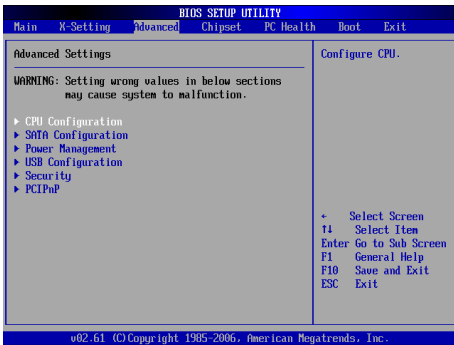 BIOS SETUP UTILITY
Main X-Setting Advanced Chipset PC Health Boot Exit
Advanced Settings
WARNING: Setting wrong values in below sections
may cause system to malfunction.
▶ CPU Configuration
▶ SATA Configuration
▶ Power Management
▶ USB Configuration
▶ Security
▶ PCIPnP
Configure CPU.
← Select Screen
↑↓ Select Item
Enter Go to Sub Screen
F1 General Help
F10 Save and Exit
ESC Exit
v02.61 (C)Copyright 1985-2006, American Megatrends, Inc.